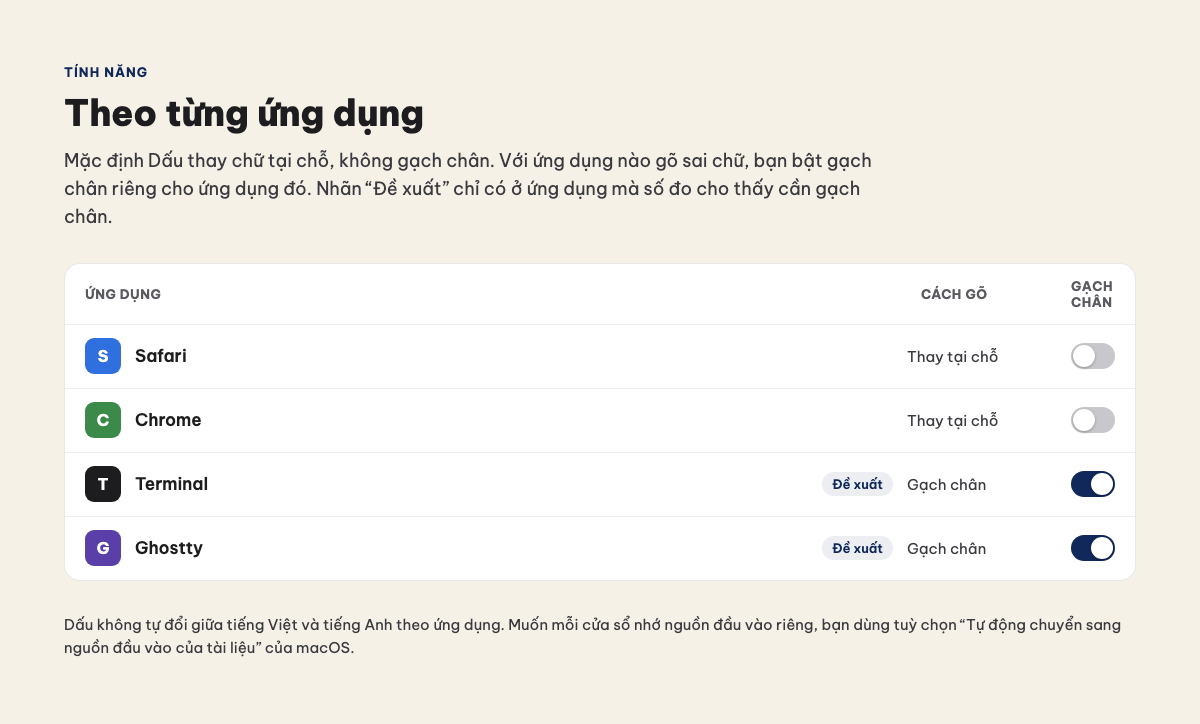 TÍNH NĂNG
Theo từng ứng dụng
Mặc định Dấu thay chữ tại chỗ, không gạch chân. Với ứng dụng nào gõ sai chữ, bạn bật gạch
chân riêng cho ứng dụng đó. Nhãn “Đề xuất” chỉ có ở ứng dụng mà số đo cho thấy cần gạch
chân.
ỨNG DỤNG CÁCH GÕ GẠCH
CHÂN
S Safari Thay tại chỗ
C Chrome Thay tại chỗ
T Terminal Đề xuất Gạch chân
G Ghostty Đề xuất Gạch chân
Dấu không tự đổi giữa tiếng Việt và tiếng Anh theo ứng dụng. Muốn mỗi cửa sổ nhớ nguồn đầu vào riêng, bạn dùng tuỳ chọn “Tự động chuyển sang
nguồn đầu vào của tài liệu” của macOS.